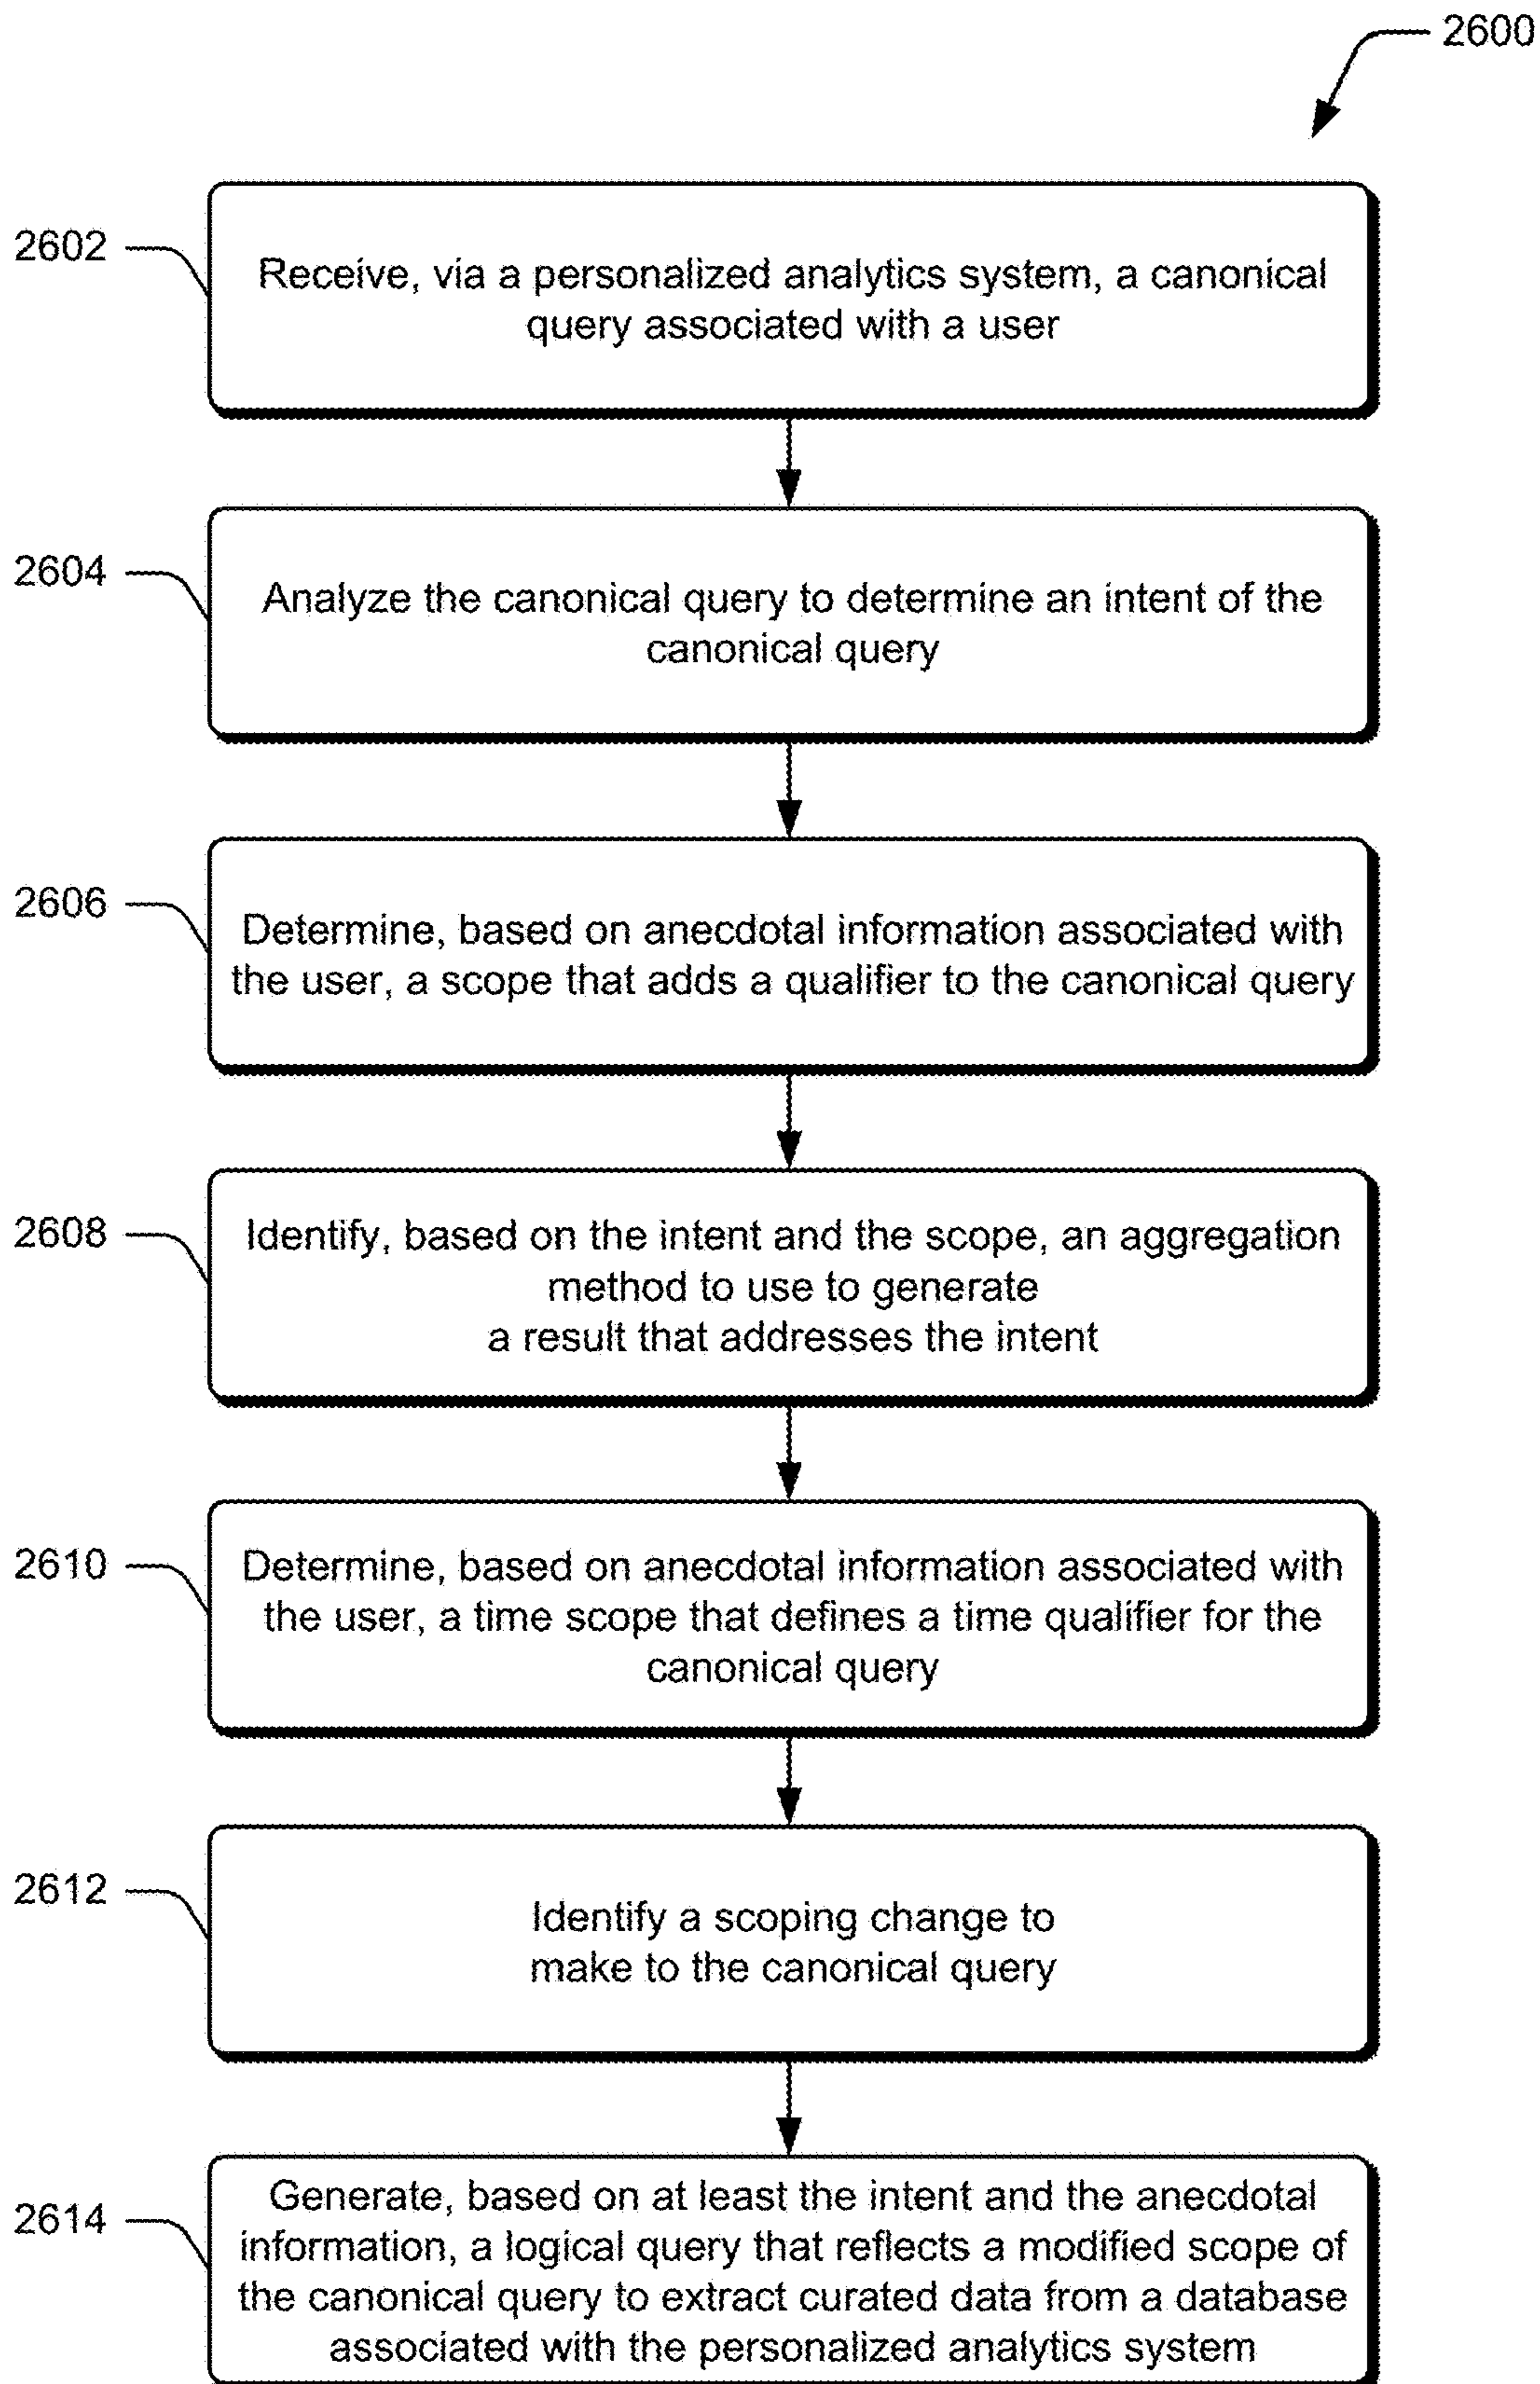 2600
2602
Receive, via a personalized analytics system, a canonical
query associated with a user
2604
Analyze the canonical query to determine an intent of the
canonical query
2606
Determine, based on anecdotal information associated with
the user, a scope that adds a qualifier to the canonical query
2608
Identify, based on the intent and the scope, an aggregation
method to use to generate
a result that addresses the intent
2610
Determine, based on anecdotal information associated with
the user, a time scope that defines a time qualifier for the
canonical query
2612
Identify a scoping change to
make to the canonical query
2614
Generate, based on at least the intent and the anecdotal
information, a logical query that reflects a modified scope of
the canonical query to extract curated data from a database
associated with the personalized analytics system